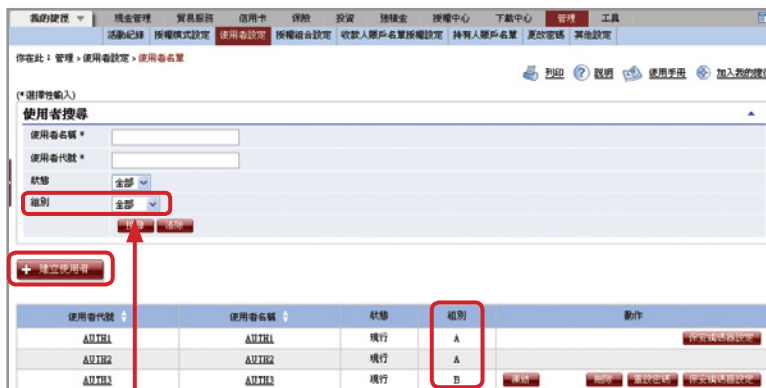 我的捷徑 現金管理 貿易服務 信用卡 保險 投資 強積金 授權中心 下載中心 管理 工具
活動紀錄 授權模式設定 使用者設定 授權組合設定 收款人賬戶名單授權設定 持有人賬戶名單 更改密碼 其他設定
你在此：管理 > 使用者設定 > 使用者名單
列印 說明 使用手冊 加入我的捷徑
(* 選擇性輸入)
使用者搜尋
使用者名稱 *
使用者代號 *
狀態 全部
組別 全部
清除
+ 建立使用者
使用者代號 使用者名稱 狀態 組別 動作
AUTH1 AUTH1 現行 A 保安編碼器設定
AUTH2 AUTH2 現行 A
AUTH3 AUTH3 現行 B 凍結 刪除 重設密碼 保安編碼器設定